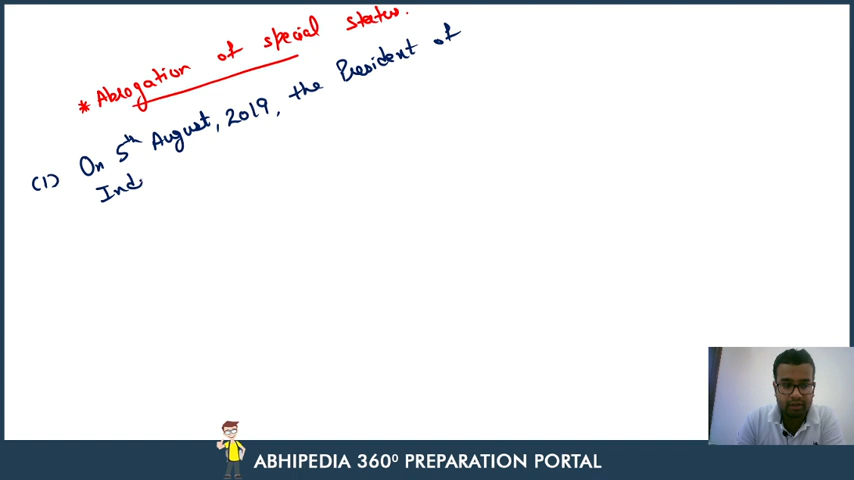 * Abrogation of special status.
(1) On 5th August, 2019, the President of
Ind
ABHIPEDIA 360° PREPARATION PORTAL